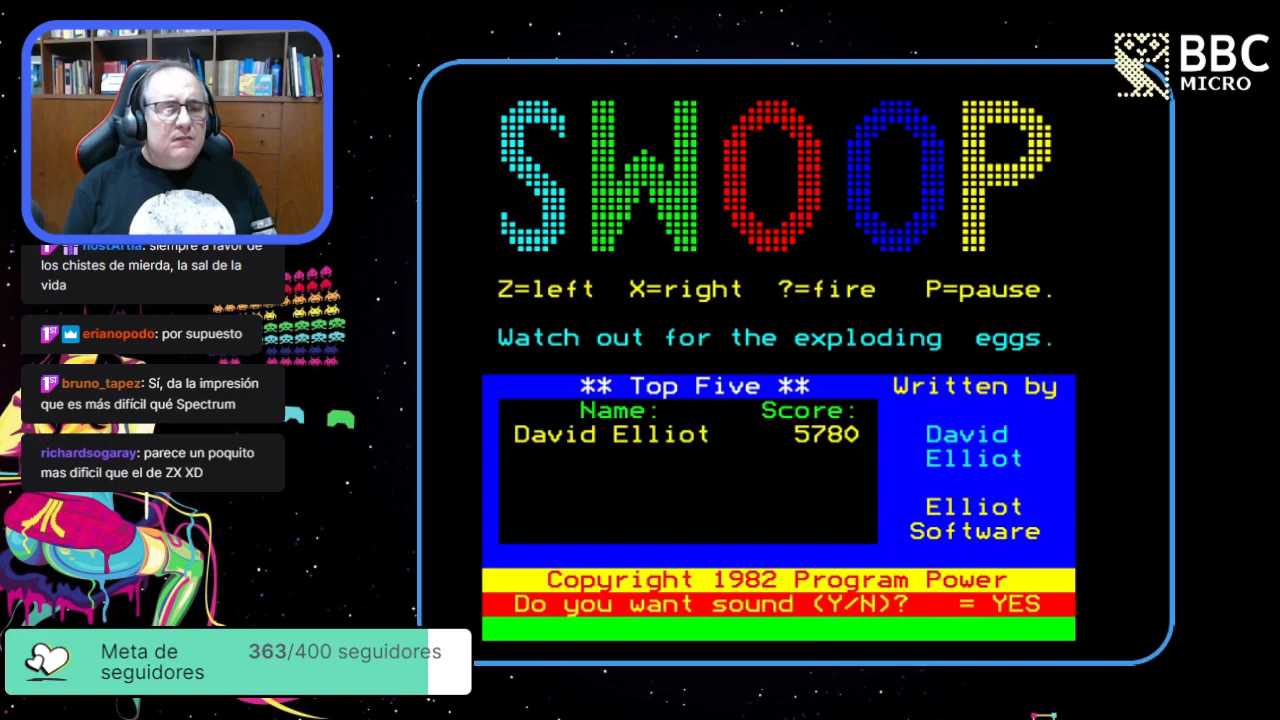 BBC
MICRO
SWOOP
Z=left X=right ?=fire P=pause.
Watch out for the exploding eggs.
** Top Five **
Name: Score:
David Elliot 5780
Written by
David
Elliot
Elliot
Software
Copyright 1982 Program Power
Do you want sound (Y/N)? = YES
1ST hostArtia: siempre a favor de
los chistes de mierda, la sal de la
vida
1ST erianopodo: por supuesto
1ST bruno_tapez: Sí, da la impresión
que es más difícil qué Spectrum
richardsogaray: parece un poquito
mas dificil que el de ZX XD
Meta de
seguidores
363/400 seguidores